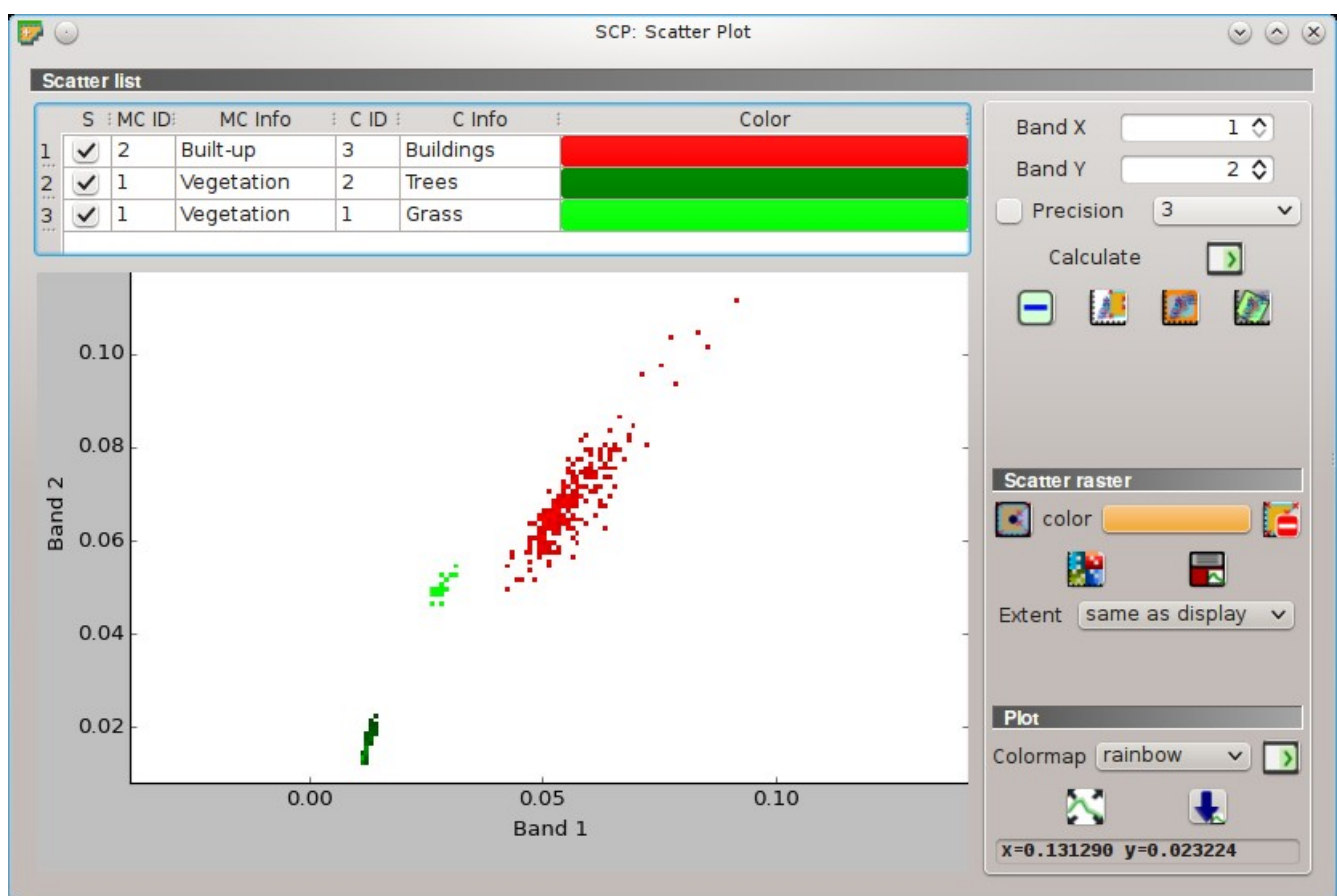 SCP: Scatter Plot
Scatter list
S MC ID MC Info C ID C Info Color
1 2 Built-up 3 Buildings
2 1 Vegetation 2 Trees
3 1 Vegetation 1 Grass
Band X 1
Band Y 2
Precision 3
Calculate
0.10
0.08
0.06
0.04
0.02
Band 2
0.00 0.05 0.10
Band 1
Scatter raster
color
Extent same as display
Plot
Colormap rainbow
x=0.131290 y=0.023224